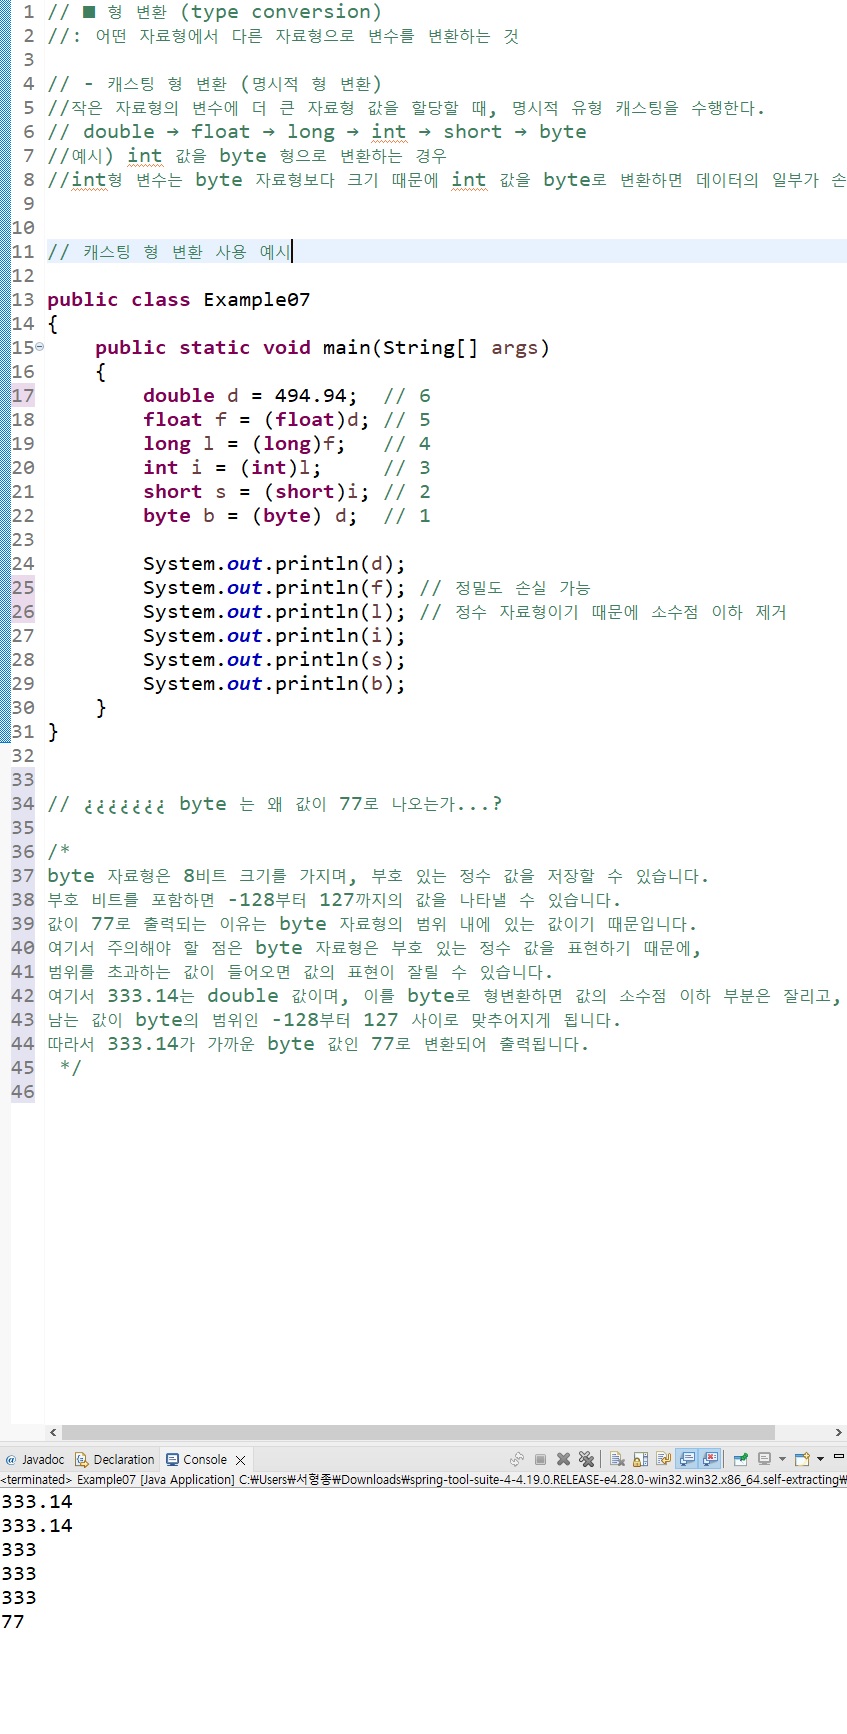 1 // ■ 형 변환 (type conversion)
2 //: 어떤 자료형에서 다른 자료형으로 변수를 변환하는 것
3
4 // - 캐스팅 형 변환 (명시적 형 변환)
5 //작은 자료형의 변수에 더 큰 자료형 값을 할당할 때, 명시적 유형 캐스팅을 수행한다.
6 // double → float → long → int → short → byte
7 //예시) int 값을 byte 형으로 변환하는 경우
8 //int형 변수는 byte 자료형보다 크기 때문에 int 값을 byte로 변환하면 데이터의 일부가 손
9
10
11 // 캐스팅 형 변환 사용 예시
12
13 public class Example07
14 {
15 public static void main(String[] args)
16 {
17 double d = 494.94; // 6
18 float f = (float)d; // 5
19 long l = (long)f; // 4
20 int i = (int)l; // 3
21 short s = (short)i; // 2
22 byte b = (byte) d; // 1
23
24 System.out.println(d);
25 System.out.println(f); // 정밀도 손실 가능
26 System.out.println(l); // 정수 자료형이기 때문에 소수점 이하 제거
27 System.out.println(i);
28 System.out.println(s);
29 System.out.println(b);
30 }
31 }
32
33
34 // ¿¿¿¿¿¿¿ byte 는 왜 값이 77로 나오는가...?
35
36 /*
37 byte 자료형은 8비트 크기를 가지며, 부호 있는 정수 값을 저장할 수 있습니다.
38 부호 비트를 포함하면 -128부터 127까지의 값을 나타낼 수 있습니다.
39 값이 77로 출력되는 이유는 byte 자료형의 범위 내에 있는 값이기 때문입니다.
40 여기서 주의해야 할 점은 byte 자료형은 부호 있는 정수 값을 표현하기 때문에,
41 범위를 초과하는 값이 들어오면 값의 표현이 잘릴 수 있습니다.
42 여기서 333.14는 double 값이며, 이를 byte로 형변환하면 값의 소수점 이하 부분은 잘리고,
43 남는 값이 byte의 범위인 -128부터 127 사이로 맞추어지게 됩니다.
44 따라서 333.14가 가까운 byte 값인 77로 변환되어 출력됩니다.
45 */
46
@ Javadoc Declaration Console
<terminated> Example07 [Java Application] C:₩Users₩서형종₩Downloads₩spring-tool-suite-4-4.19.0.RELEASE-e4.28.0-win32.win32.x86_64.self-extracting₩
333.14
333.14
333
333
333
77